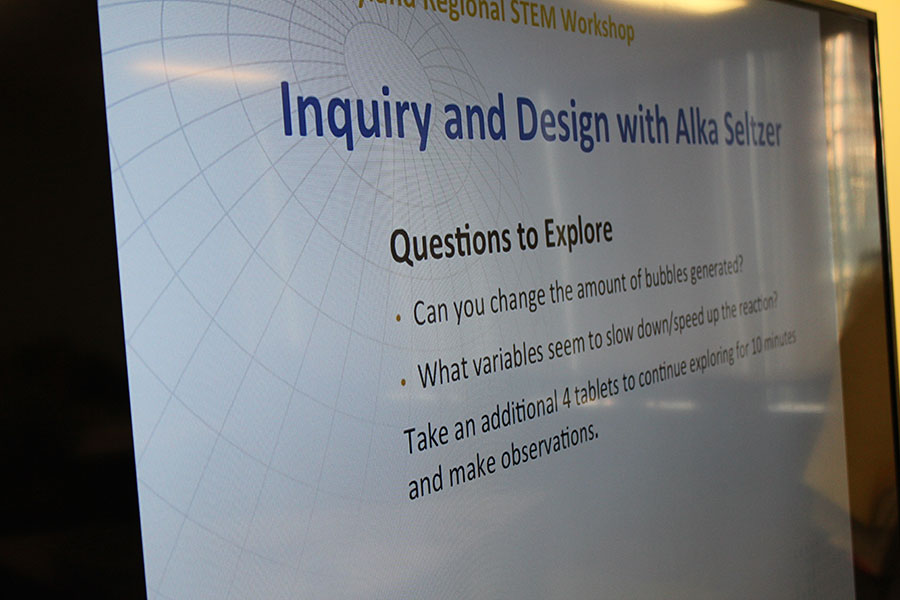 Regional STEM Workshop
Inquiry and Design with Alka Seltzer
Questions to Explore
• Can you change the amount of bubbles generated?
• What variables seem to slow down/speed up the reaction?
Take an additional 4 tablets to continue exploring for 10 minutes
and make observations.